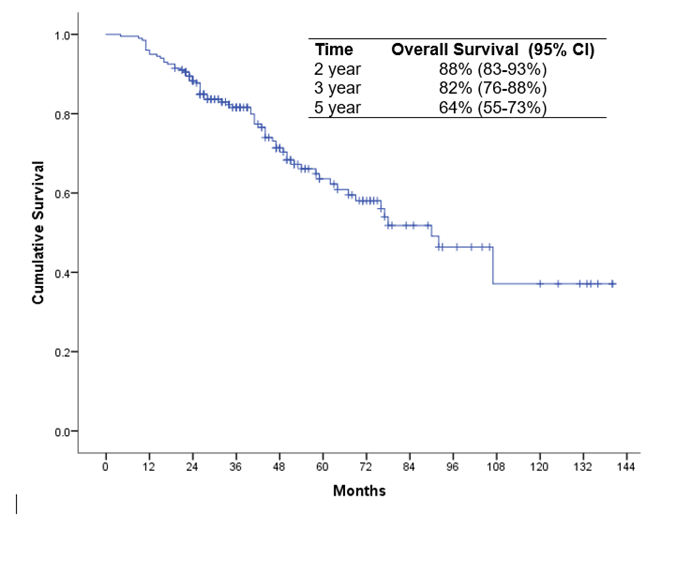 Time Overall Survival (95% CI)
2 year 88% (83-93%)
3 year 82% (76-88%)
5 year 64% (55-73%)
Cumulative Survival
1.0
0.8
0.6
0.4
0.2
0.0
0 12 24 36 48 60 72 84 96 108 120 132 144
Months